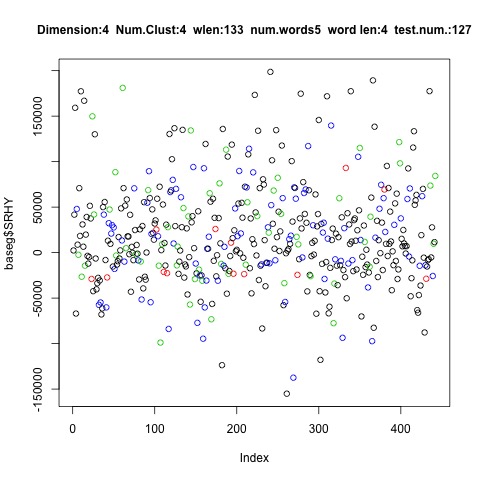 Dimension:4 Num.Clust:4 wlen:133 num.words5 word len:4 test.num.:127
150000
50000
0
-50000
-150000
baseg$SRHY
0 100 200 300 400
Index